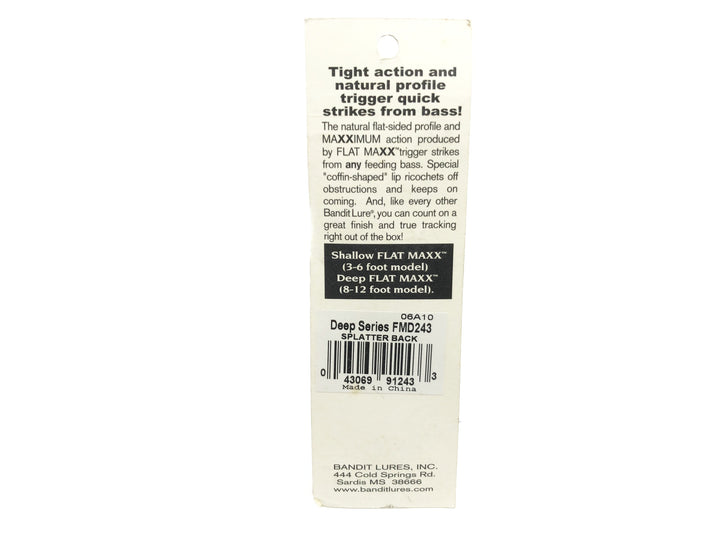 Tight action and
natural profile
trigger quick
strikes from bass!
The natural flat-sided profile and
MAXXIMUM action produced
by FLAT MAXX™trigger strikes
from any feeding bass. Special
"coffin-shaped" lip ricochets off
obstructions and keeps on
coming. And, like every other
Bandit Lure®, you can count on a
great finish and true tracking
right out of the box!
Shallow FLAT MAXX™
(3-6 foot model)
Deep FLAT MAXX™
(8-12 foot model).
06A10
Deep Series FMD243
SPLATTER BACK
0 43069 91243 3
Made in China
BANDIT LURES, INC.
444 Cold Springs Rd.
Sardis MS 38666
www.banditlures.com